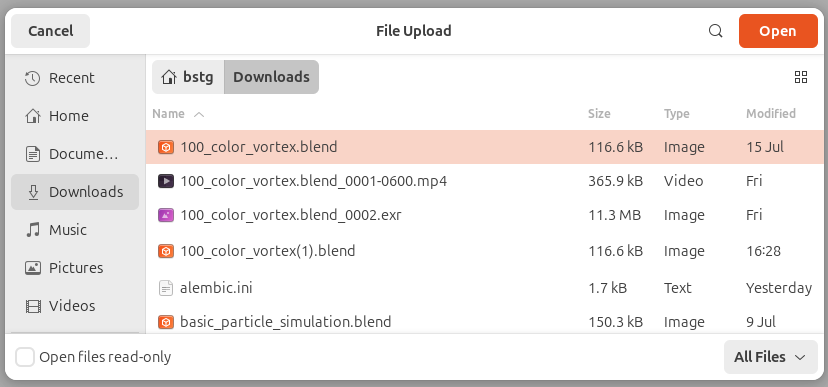 Cancel File Upload Open
Recent
Home
Docume…
Downloads
Music
Pictures
Videos
bstg Downloads
Name Size Type Modified
100_color_vortex.blend 116.6 kB Image 15 Jul
100_color_vortex.blend_0001-0600.mp4 365.9 kB Video Fri
100_color_vortex.blend_0002.exr 11.3 MB Image Fri
100_color_vortex(1).blend 116.6 kB Image 16:28
alembic.ini 1.7 kB Text Yesterday
basic_particle_simulation.blend 150.3 kB Image 9 Jul
Open files read-only All Files